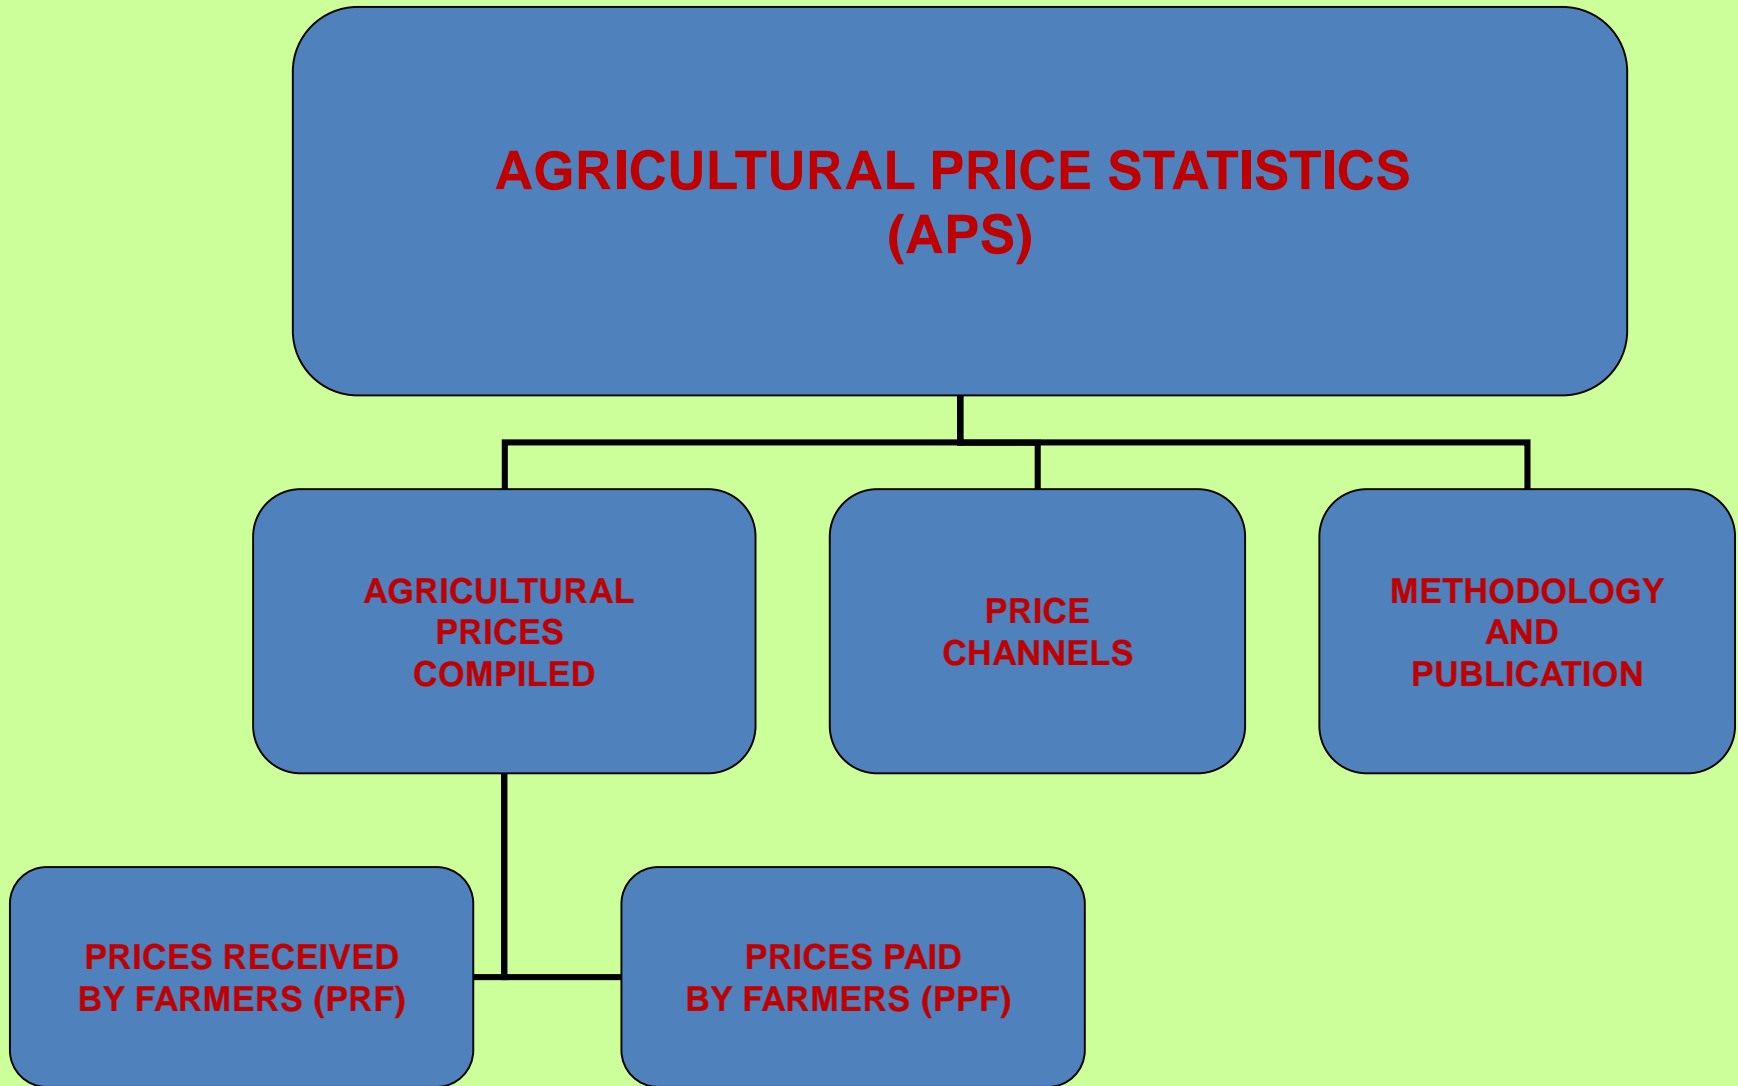 AGRICULTURAL PRICE STATISTICS
(APS)
AGRICULTURAL
PRICES
COMPILED
PRICE
CHANNELS
METHODOLOGY
AND
PUBLICATION
PRICES RECEIVED
BY FARMERS (PRF)
PRICES PAID
BY FARMERS (PPF)